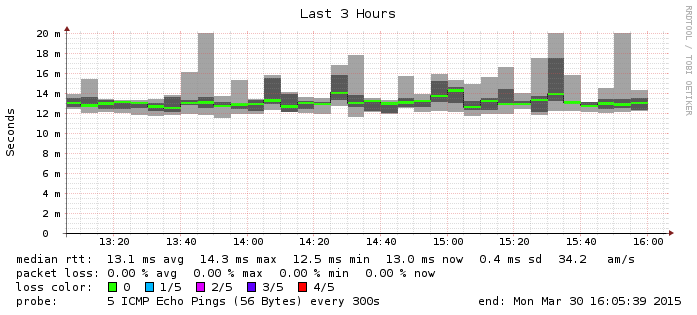 Last 3 Hours
RRDTOOL / TOBI OETIKER
Seconds
20 m
18 m
16 m
14 m
12 m
10 m
8 m
6 m
4 m
2 m
0
13:20 13:40 14:00 14:20 14:40 15:00 15:20 15:40 16:00
median rtt: 13.1 ms avg 14.3 ms max 12.5 ms min 13.0 ms now 0.4 ms sd 34.2 am/s
packet loss: 0.00 % avg 0.00 % max 0.00 % min 0.00 % now
loss color: 0 1/5 2/5 3/5 4/5
probe: 5 ICMP Echo Pings (56 Bytes) every 300s end: Mon Mar 30 16:05:39 2015